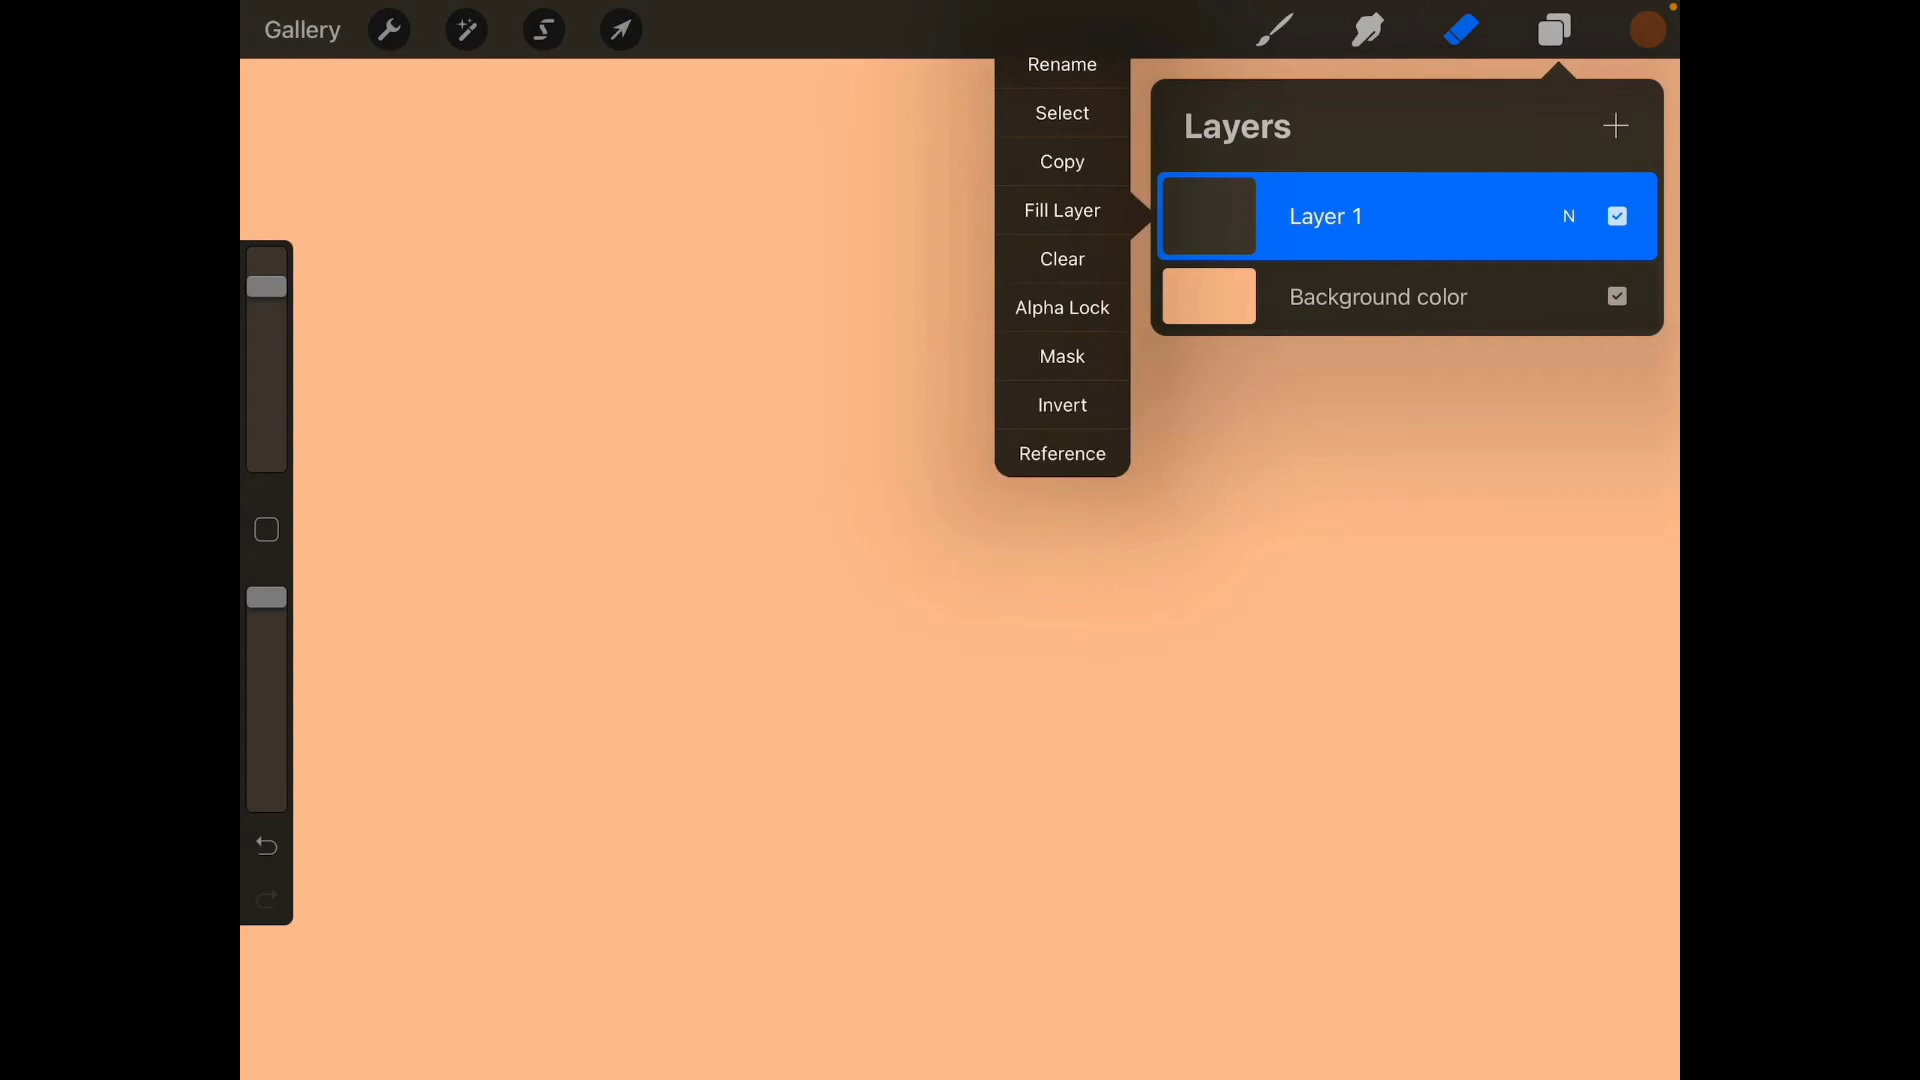 Gallery
Rename
Select
Copy
Fill Layer
Clear
Alpha Lock
Mask
Invert
Reference
Layers
Layer 1 N
Background color